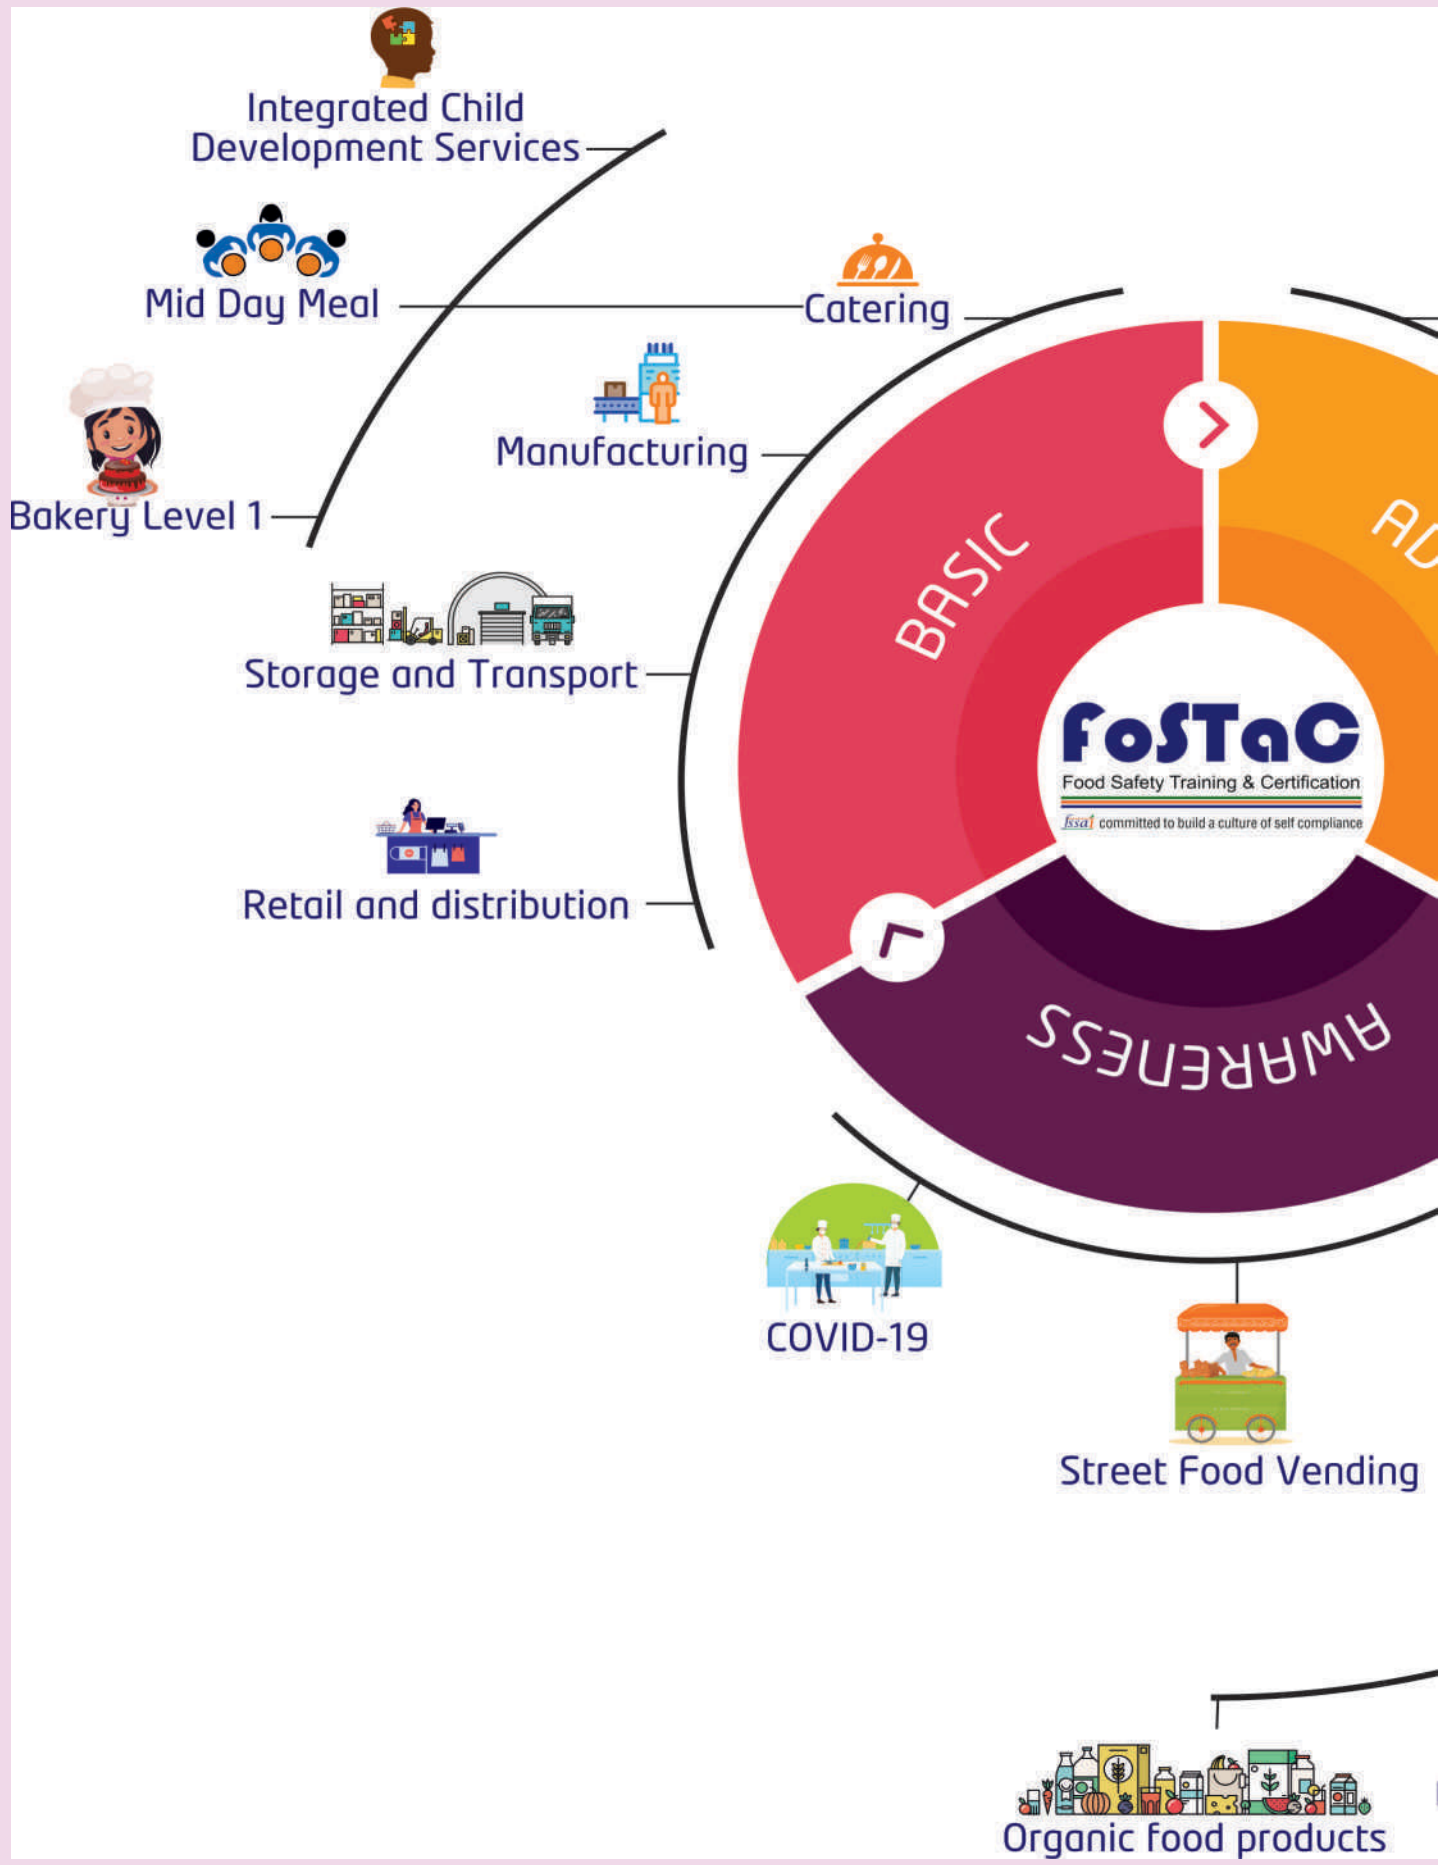 Integrated Child
Development Services
Mid Day Meal
Catering
Manufacturing
Bakery Level 1
BASIC
AD
Storage and Transport
FoSTaC
Food Safety Training & Certification
fssai committed to build a culture of self compliance
Retail and distribution
AWARENESS
COVID-19
Street Food Vending
Organic food products